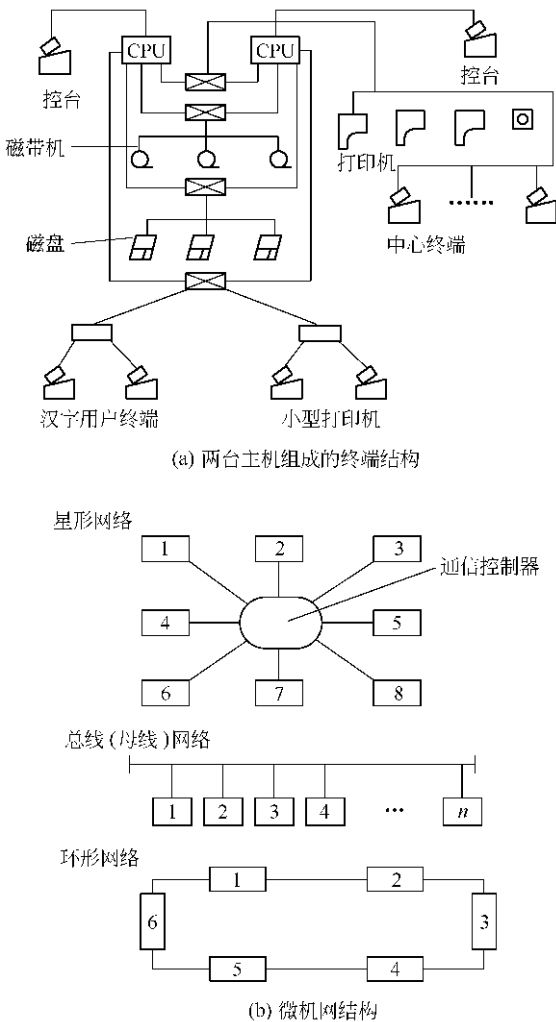 CPU
CPU
控台
控台
磁带机
打印机
磁盘
中心终端
汉字用户终端
小型打印机
(a) 两台主机组成的终端结构
星形网络
1
2
3
通信控制器
4
5
6
7
8
总线(母线)网络
1
2
3
4
…
n
环形网络
1
2
6
3
5
4
(b) 微机网结构